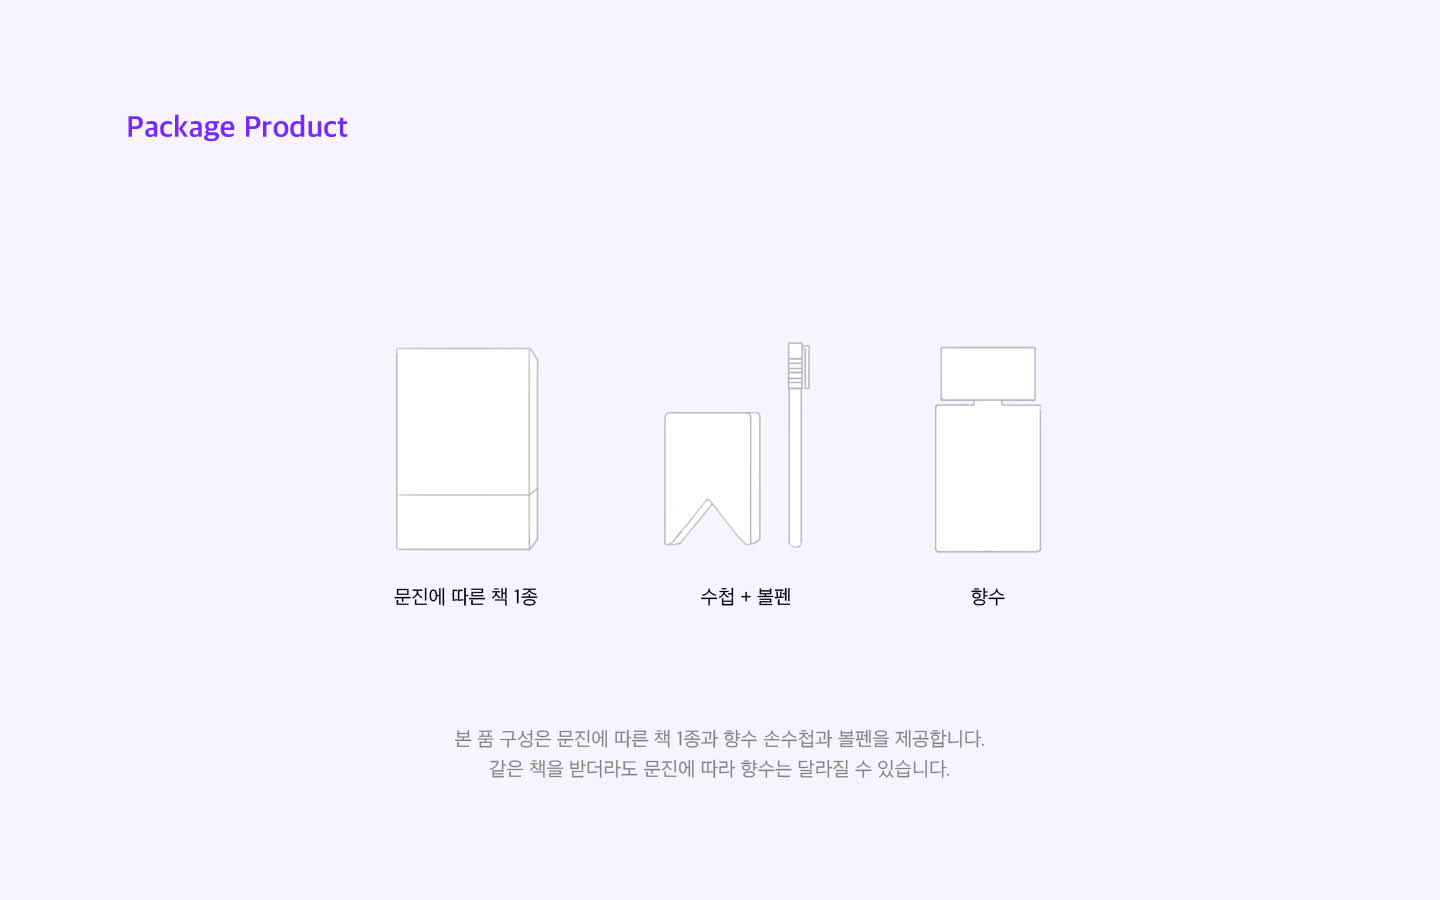 Package Product
문진에 따른 책 1종
수첩 + 볼펜
향수
본 품 구성은 문진에 따른 책 1종과 향수 손수첩과 볼펜을 제공합니다.
같은 책을 받더라도 문진에 따라 향수는 달라질 수 있습니다.